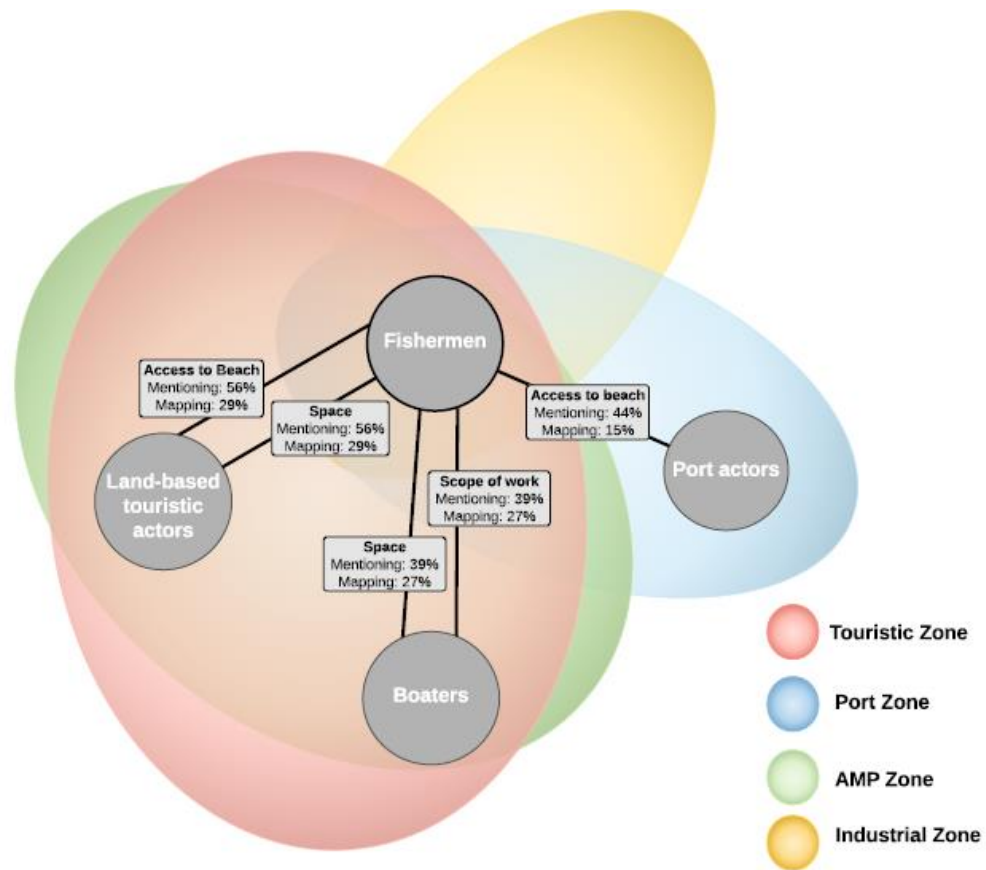 Fishermen
Access to Beach
Mentioning: 56%
Mapping: 29%
Space
Mentioning: 56%
Mapping: 29%
Access to beach
Mentioning: 44%
Mapping: 15%
Land-based
touristic
actors
Port actors
Scope of work
Mentioning: 39%
Mapping: 27%
Space
Mentioning: 39%
Mapping: 27%
Boaters
Touristic Zone
Port Zone
AMP Zone
Industrial Zone